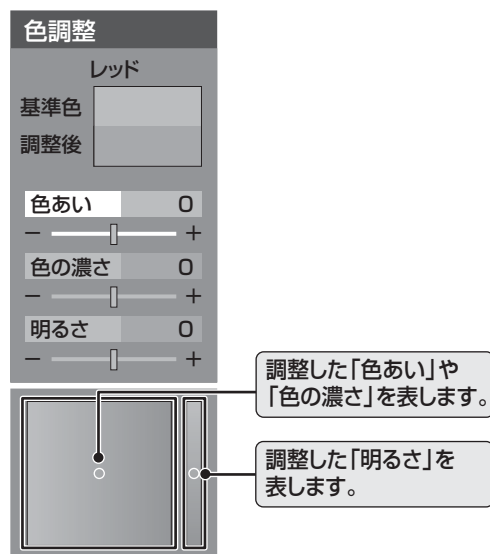 色調整
レッド
基準色
調整後
色あい 0
− +
色の濃さ 0
− +
明るさ 0
− +
調整した「色あい」や
「色の濃さ」を表します。
調整した「明るさ」を
表します。